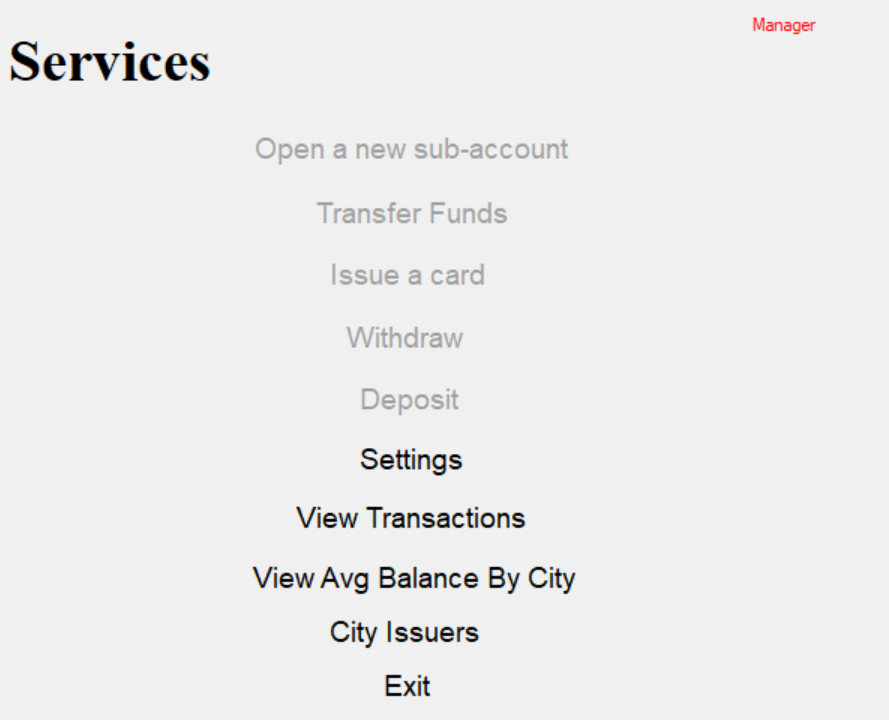 Manager
Services
Open a new sub-account
Transfer Funds
Issue a card
Withdraw
Deposit
Settings
View Transactions
View Avg Balance By City
City Issuers
Exit